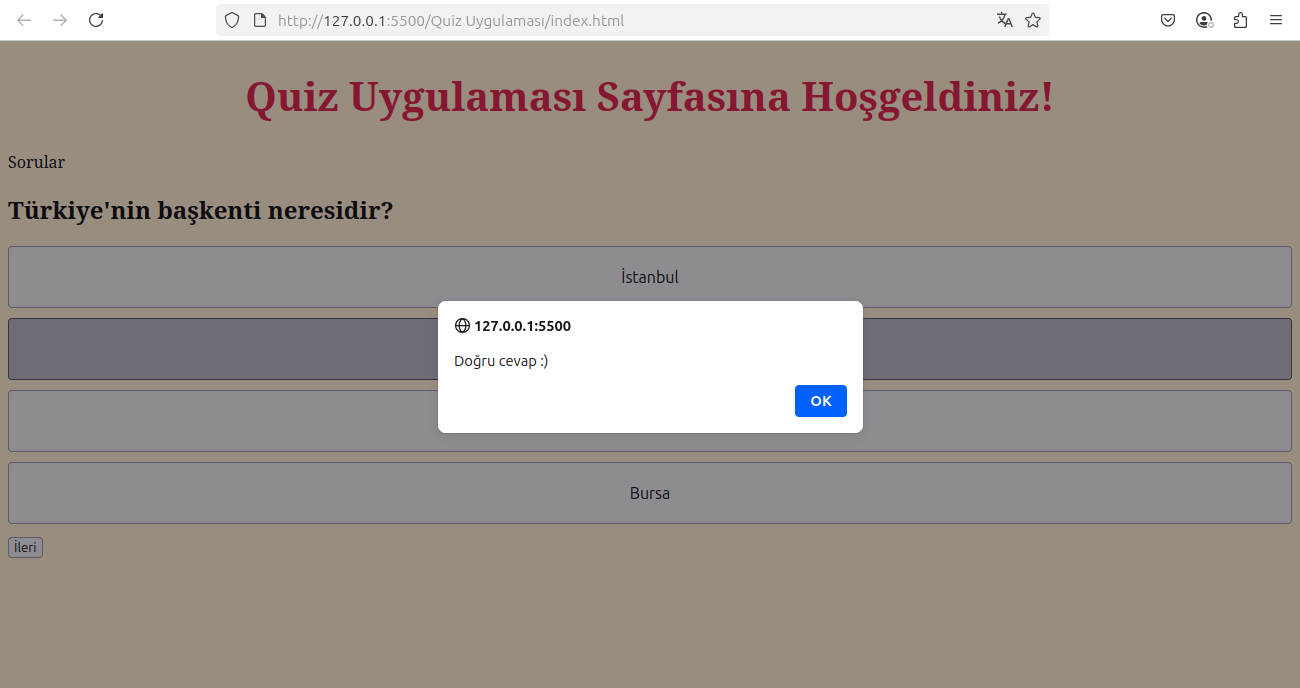 http://127.0.0.1:5500/Quiz Uygulaması/index.html
Quiz Uygulaması Sayfasına Hoşgeldiniz!
Sorular
Türkiye'nin başkenti neresidir?
İstanbul
127.0.0.1:5500
Doğru cevap :)
OK
Bursa
İleri